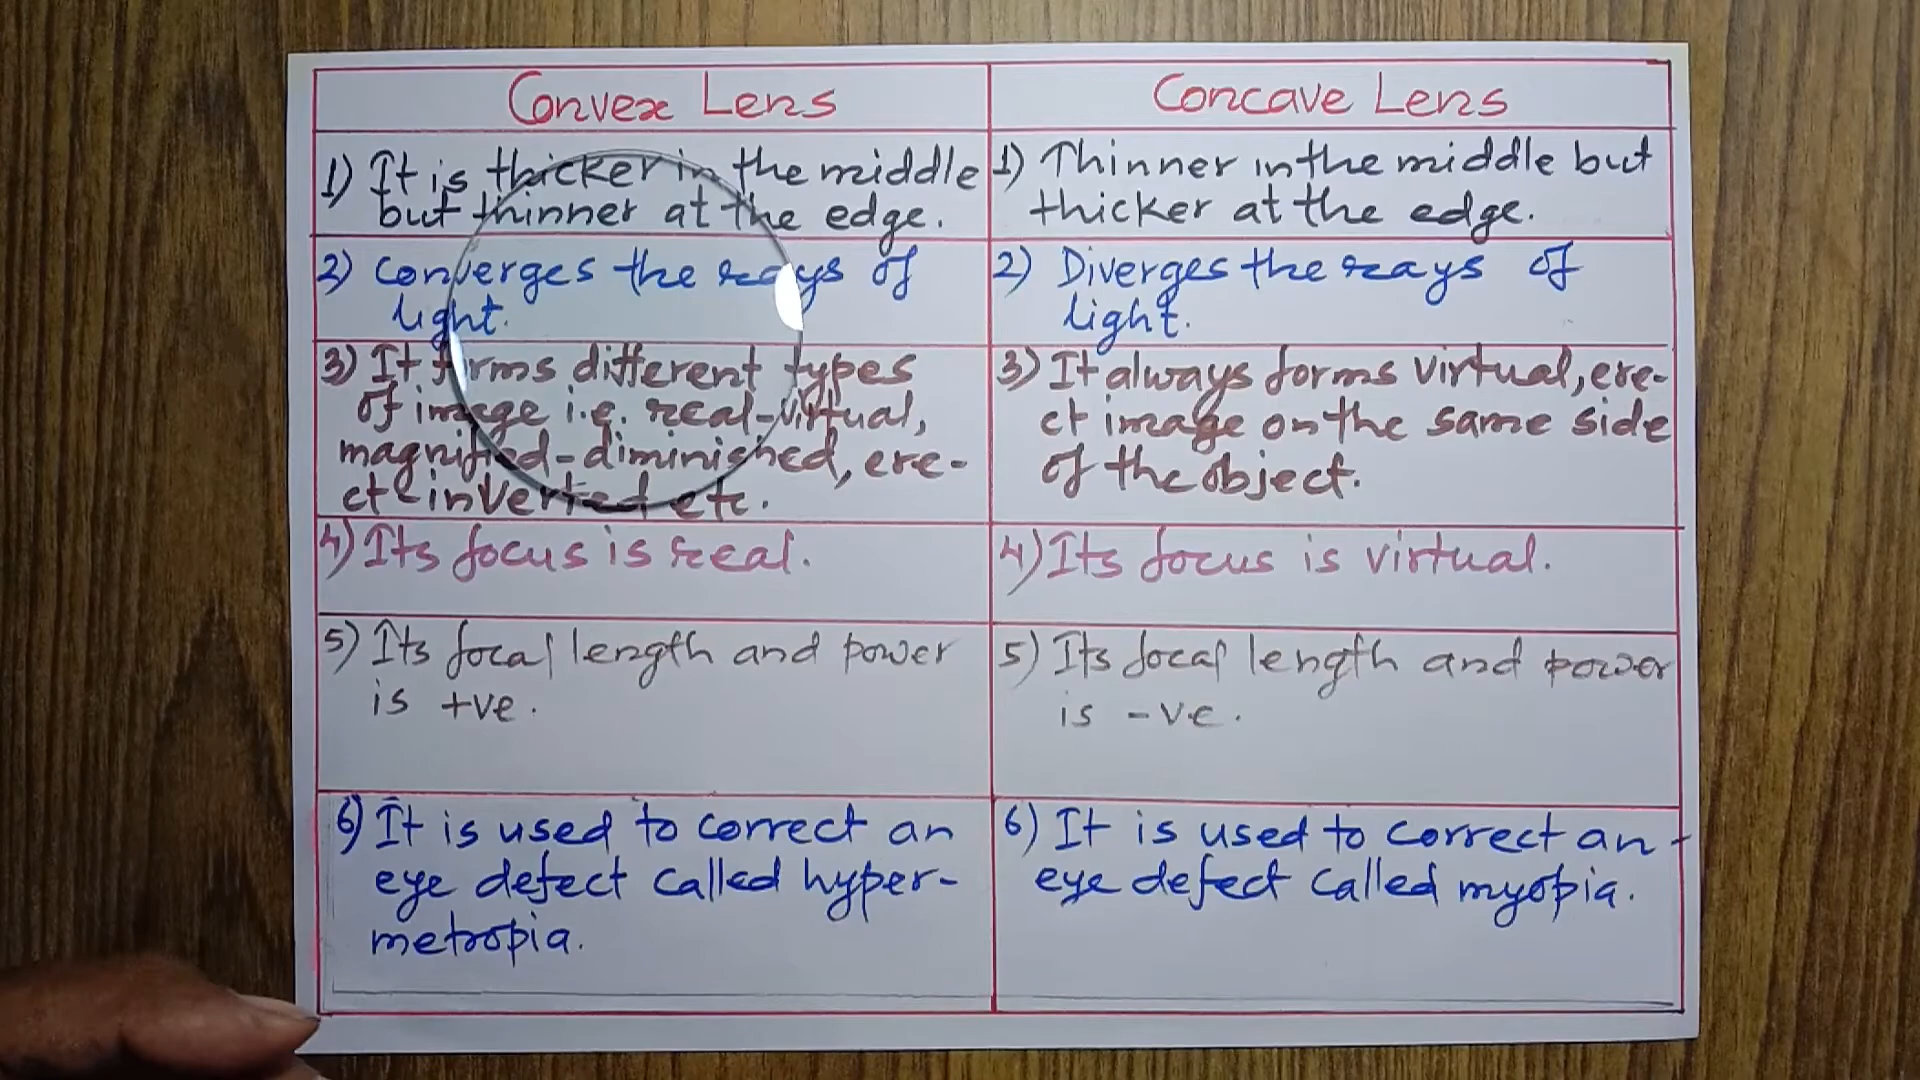 Convex Lens
1) It is thicker in the middle
but thinner at the edge.
2) Converges the rays of
light.
3) It forms different types
of image i.e. real-virtual,
magnified-diminished, ere-
ct-inverted etc.
4) Its focus is real.
5) Its focal length and power
is +ve.
6) It is used to correct an
eye defect called hyper-
metropia.
Concave Lens
1) Thinner in the middle but
thicker at the edge.
2) Diverges the rays of
light.
3) It always forms virtual, ere-
ct image on the same side
of the object.
4) Its focus is virtual.
5) Its focal length and power
is -ve.
6) It is used to correct an
eye defect called myopia.